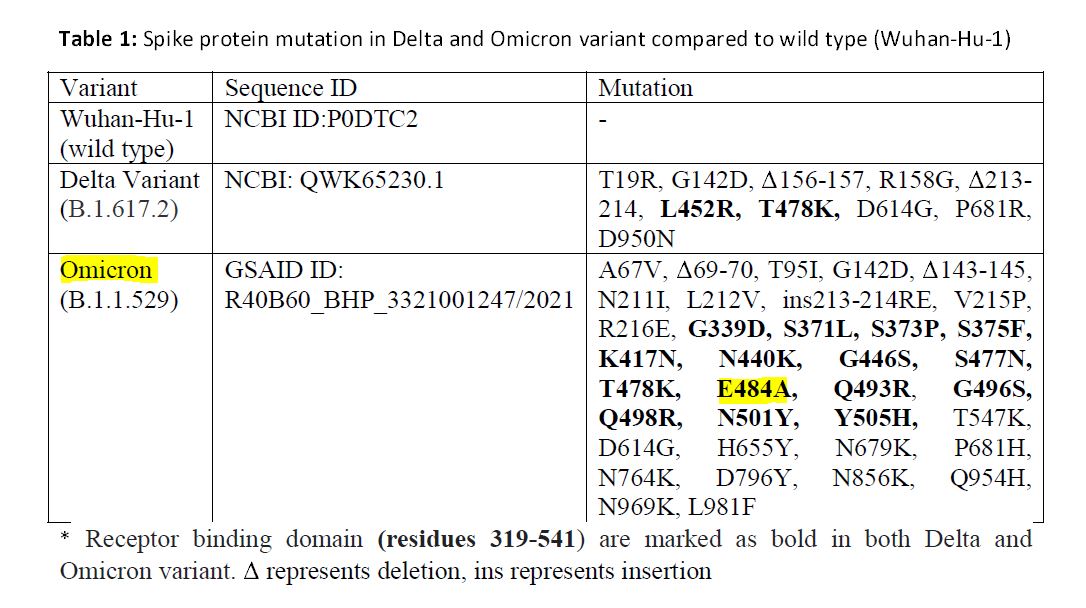 Table 1: Spike protein mutation in Delta and Omicron variant compared to wild type (Wuhan-Hu-1)
Variant Sequence ID Mutation
Wuhan-Hu-1 NCBI ID:P0DTC2 -
(wild type)
Delta Variant NCBI: QWK65230.1 T19R, G142D, Δ156-157, R158G, Δ213-
(B.1.617.2) 214, L452R, T478K, D614G, P681R,
D950N
Omicron GSAID ID: A67V, Δ69-70, T95I, G142D, Δ143-145,
(B.1.1.529) R40B60_BHP_3321001247/2021 N211I, L212V, ins213-214RE, V215P,
R216E, G339D, S371L, S373P, S375F,
K417N, N440K, G446S, S477N,
T478K, E484A, Q493R, G496S,
Q498R, N501Y, Y505H, T547K,
D614G, H655Y, N679K, P681H,
N764K, D796Y, N856K, Q954H,
N969K, L981F
* Receptor binding domain (residues 319-541) are marked as bold in both Delta and
Omicron variant. Δ represents deletion, ins represents insertion